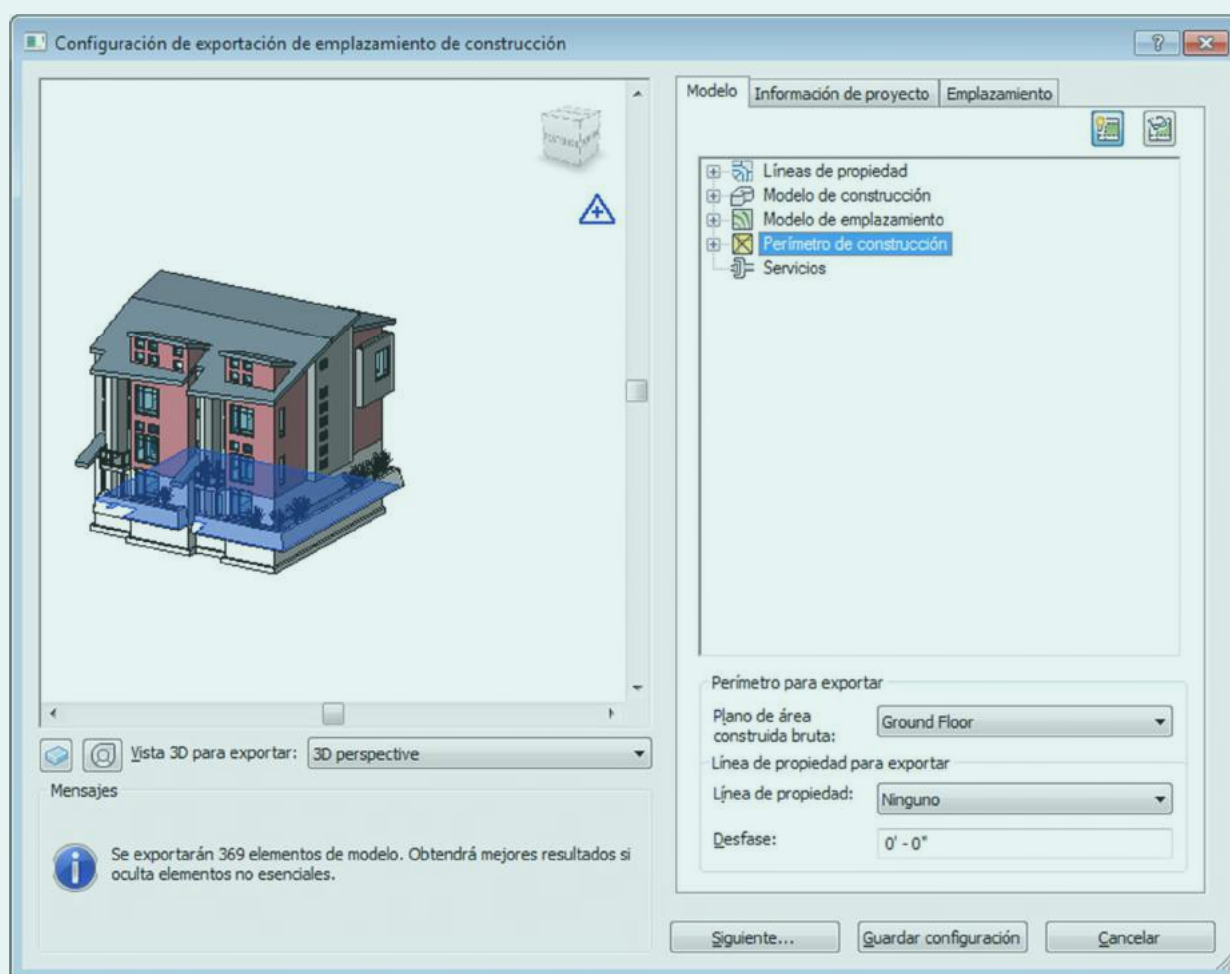 Configuración de exportación de emplazamiento de construcción
Modelo
Información de proyecto
Emplazamiento
Líneas de propiedad
Modelo de construcción
Modelo de emplazamiento
Perímetro de construcción
Servicios
Vista 3D para exportar:
3D perspective
Mensajes
Se exportarán 369 elementos de modelo. Obtendrá mejores resultados si
oculta elementos no esenciales.
Perímetro para exportar
Plano de área
construida bruta:
Ground Floor
Línea de propiedad para exportar
Línea de propiedad:
Ninguno
Desfase:
0' - 0"
Siguiente...
Guardar configuración
Cancelar